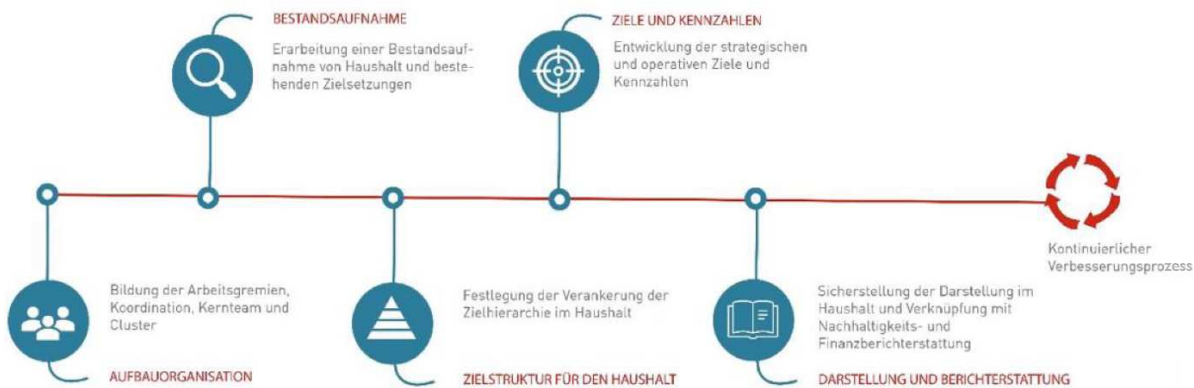 BESTANDSAUFNAHME
Erarbeitung einer Bestandsauf-
nahme von Haushalt und beste-
henden Zielsetzungen
ZIELE UND KENNZAHLEN
Entwicklung der strategischen
und operativen Ziele und
Kennzahlen
Kontinuierlicher
Verbesserungsprozess
Bildung der Arbeitsgremien,
Koordination, Kernteam und
Cluster
AUFBAUORGANISATION
Festlegung der Verankerung der
Zielhierarchie im Haushalt
ZIELSTRUKTUR FÜR DEN HAUSHALT
Sicherstellung der Darstellung im
Haushalt und Verknüpfung mit
Nachhaltigkeits- und
Finanzberichterstattung
DARSTELLUNG UND BERICHTERSTATTUNG